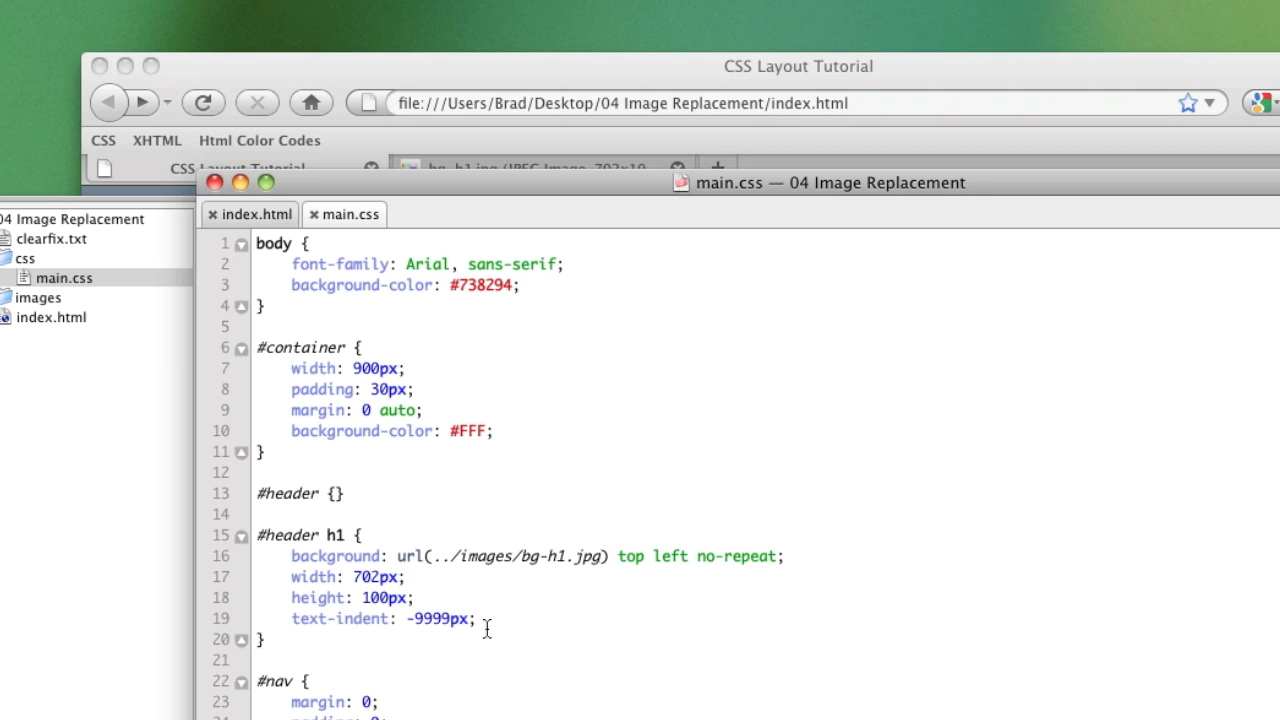 CSS Layout Tutorial
file:///Users/Brad/Desktop/04 Image Replacement/index.html
CSS XHTML Html Color Codes
CSS Layout Tutorial
main.css — 04 Image Replacement
04 Image Replacement
clearfix.txt
css
main.css
images
index.html
index.html main.css
1 body {
2 font-family: Arial, sans-serif;
3 background-color: #738294;
4 }
5
6 #container {
7 width: 900px;
8 padding: 30px;
9 margin: 0 auto;
10 background-color: #FFF;
11 }
12
13 #header {}
14
15 #header h1 {
16 background: url(../images/bg-h1.jpg) top left no-repeat;
17 width: 702px;
18 height: 100px;
19 text-indent: -9999px;
20 }
21
22 #nav {
23 margin: 0;